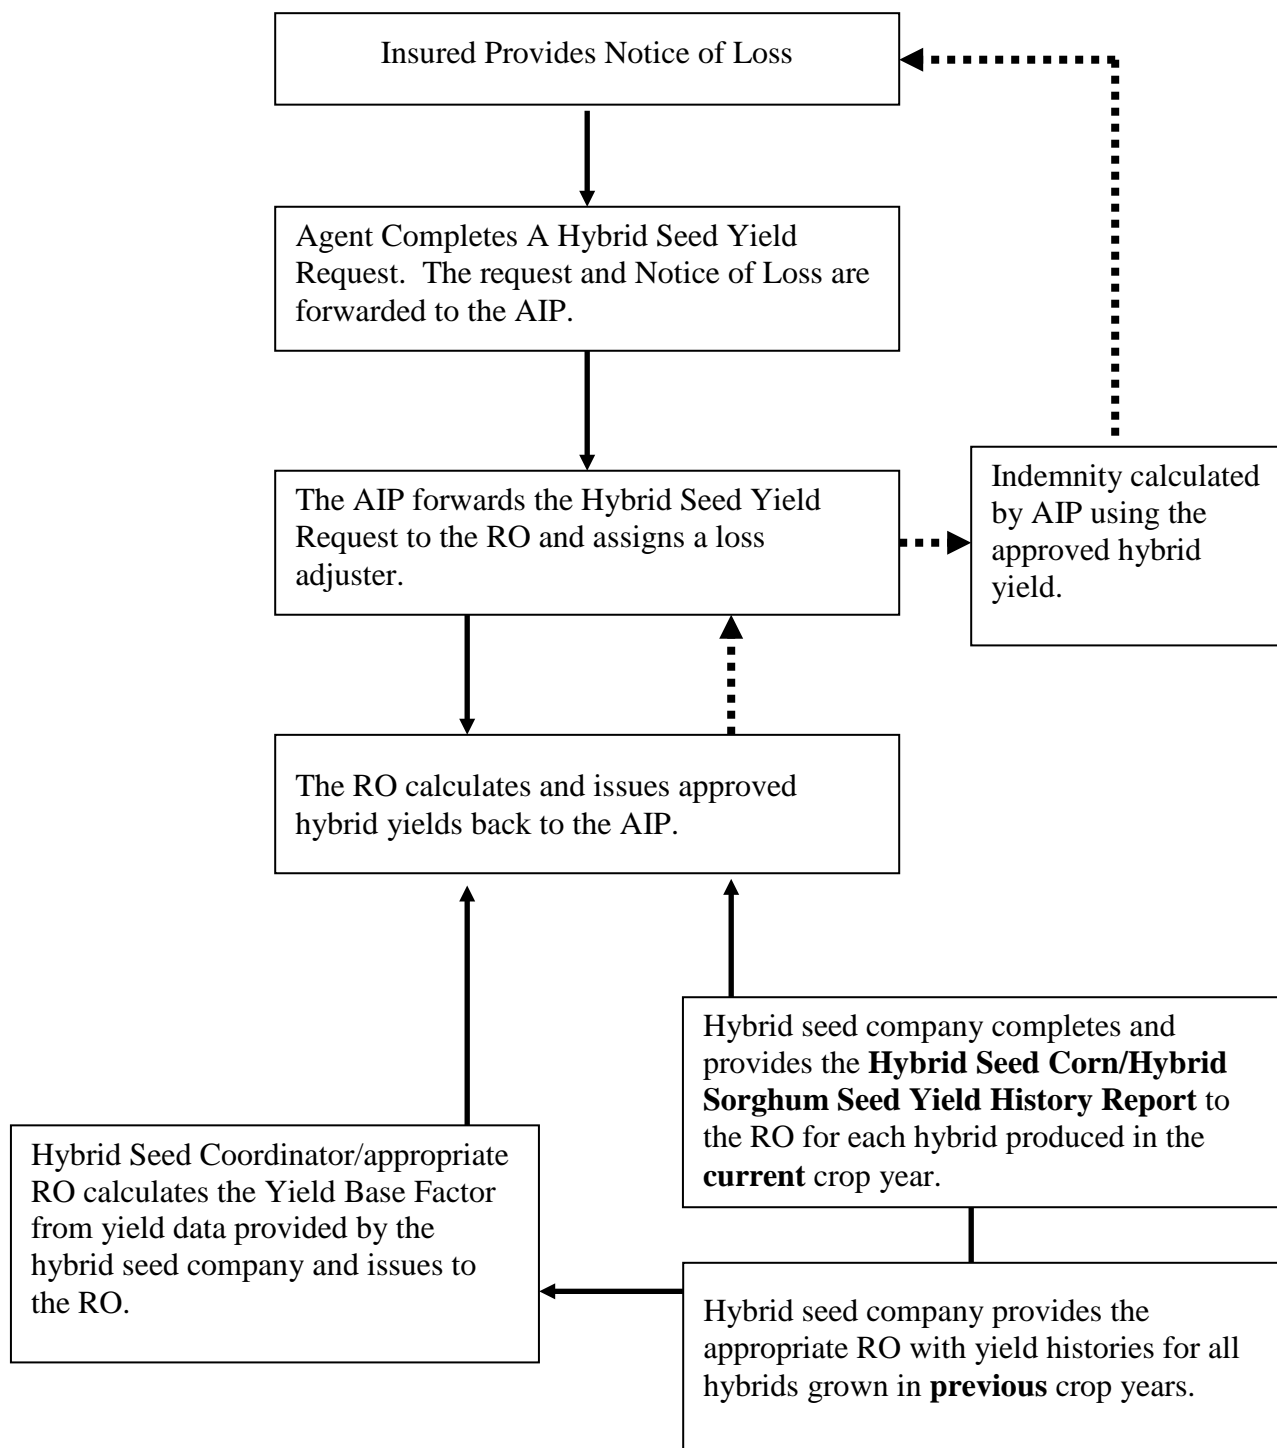 Insured Provides Notice of Loss
Agent Completes A Hybrid Seed Yield
Request.  The request and Notice of Loss are
forwarded to the AIP.
The AIP forwards the Hybrid Seed Yield
Request to the RO and assigns a loss
adjuster.
Indemnity calculated
by AIP using the
approved hybrid
yield.
The RO calculates and issues approved
hybrid yields back to the AIP.
Hybrid seed company completes and
provides the Hybrid Seed Corn/Hybrid
Sorghum Seed Yield History Report to
the RO for each hybrid produced in the
current crop year.
Hybrid Seed Coordinator/appropriate
RO calculates the Yield Base Factor
from yield data provided by the
hybrid seed company and issues to
the RO.
Hybrid seed company provides the
appropriate RO with yield histories for all
hybrids grown in previous crop years.